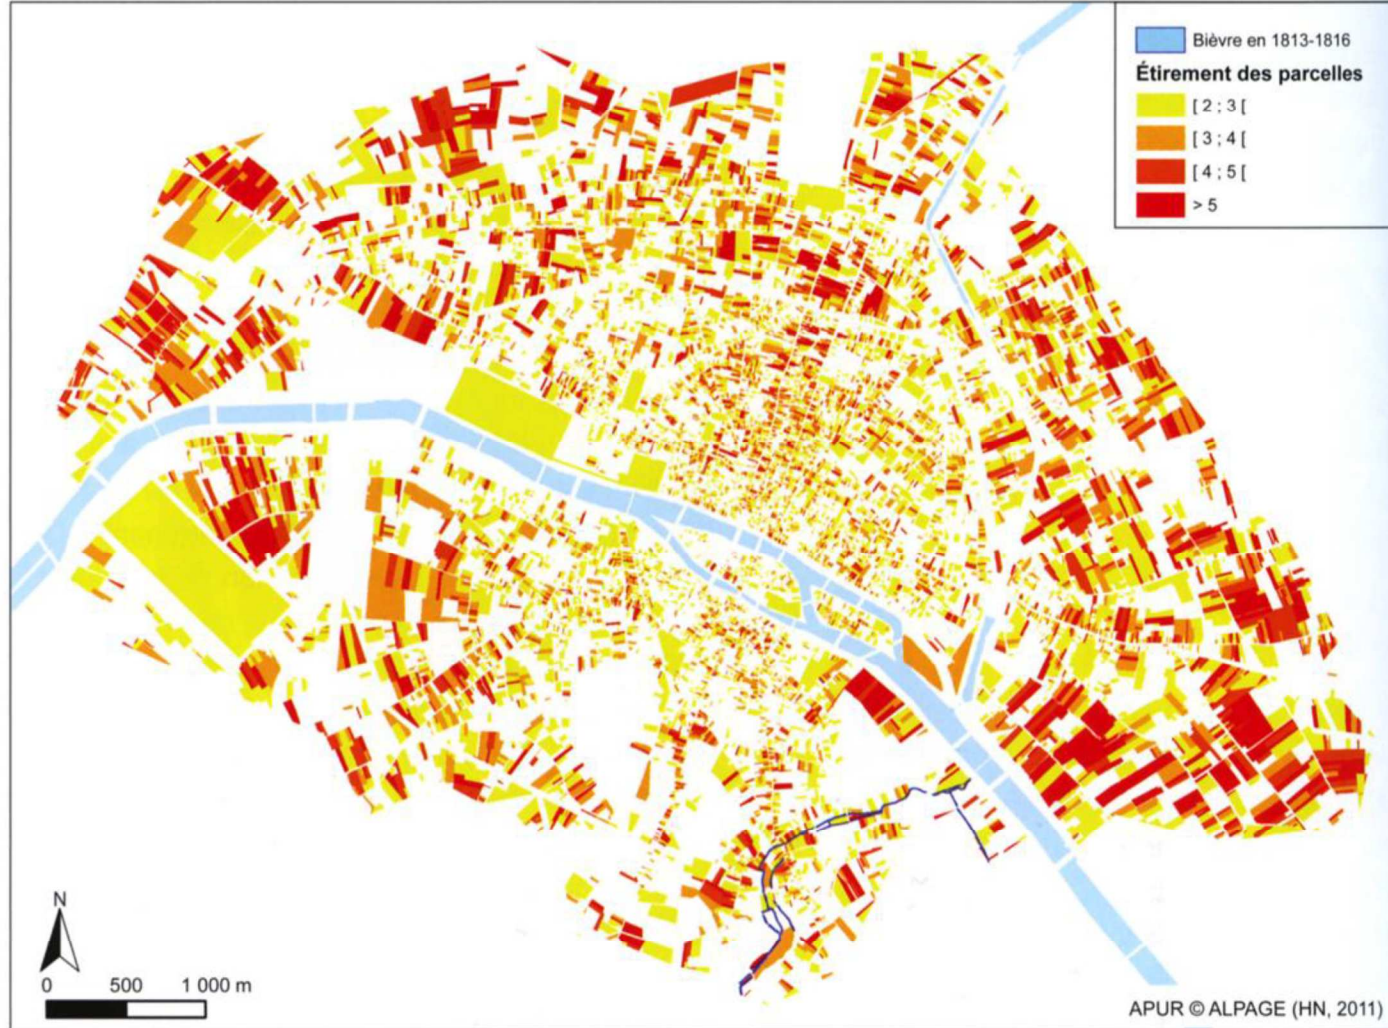 Bièvre en 1813-1816
Étirement des parcelles
[ 2 ; 3 [
[ 3 ; 4 [
[ 4 ; 5 [
> 5
N
0 500 1 000 m
APUR © ALPAGE (HN, 2011)